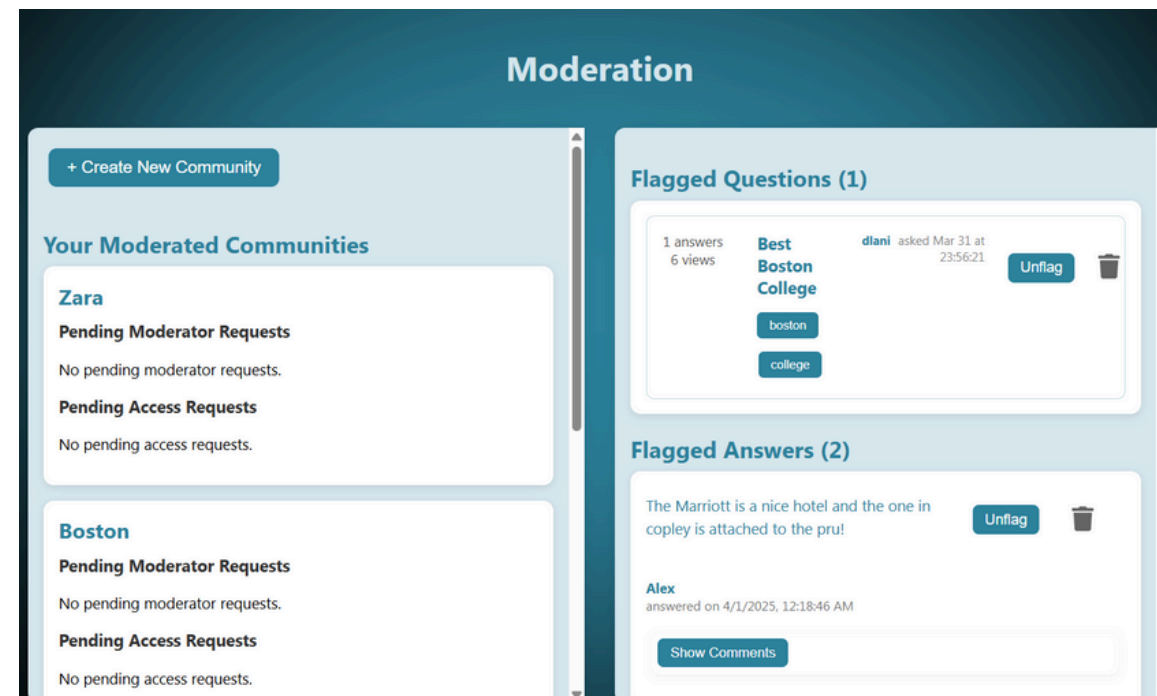 Moderation
+ Create New Community
Your Moderated Communities
Zara
Pending Moderator Requests
No pending moderator requests.
Pending Access Requests
No pending access requests.
Boston
Pending Moderator Requests
No pending moderator requests.
Pending Access Requests
No pending access requests.
Flagged Questions (1)
1 answers
6 views
Best
Boston
College
boston
college
dlani asked Mar 31 at
23:56:21
Unflag
Flagged Answers (2)
The Marriott is a nice hotel and the one in
copley is attached to the pru!
Unflag
Alex
answered on 4/1/2025, 12:18:46 AM
Show Comments